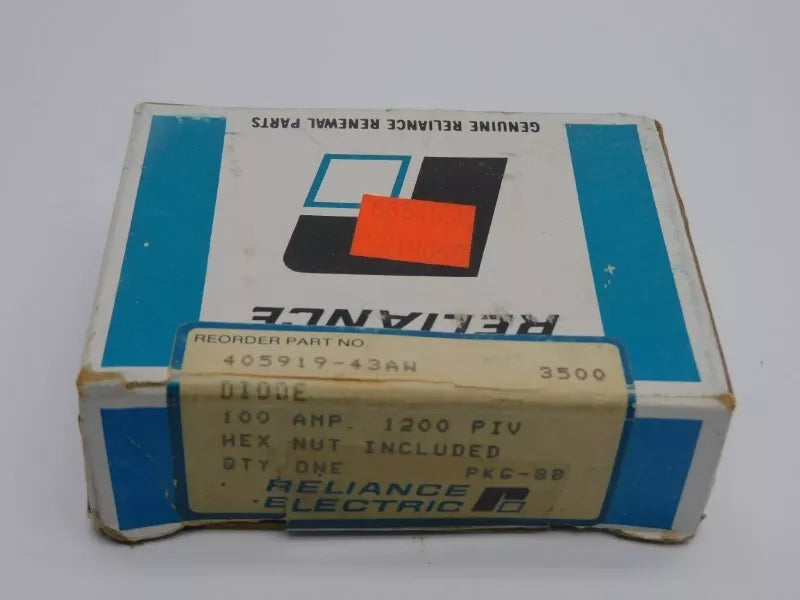 GENUINE RELIANCE RENEWAL PARTS
RELIANCE
REORDER PART NO.
405919-43AW 3500
DIODE
100 AMP. 1200 PIV
HEX NUT INCLUDED
QTY ONE PKG-8B
RELIANCE
ELECTRIC